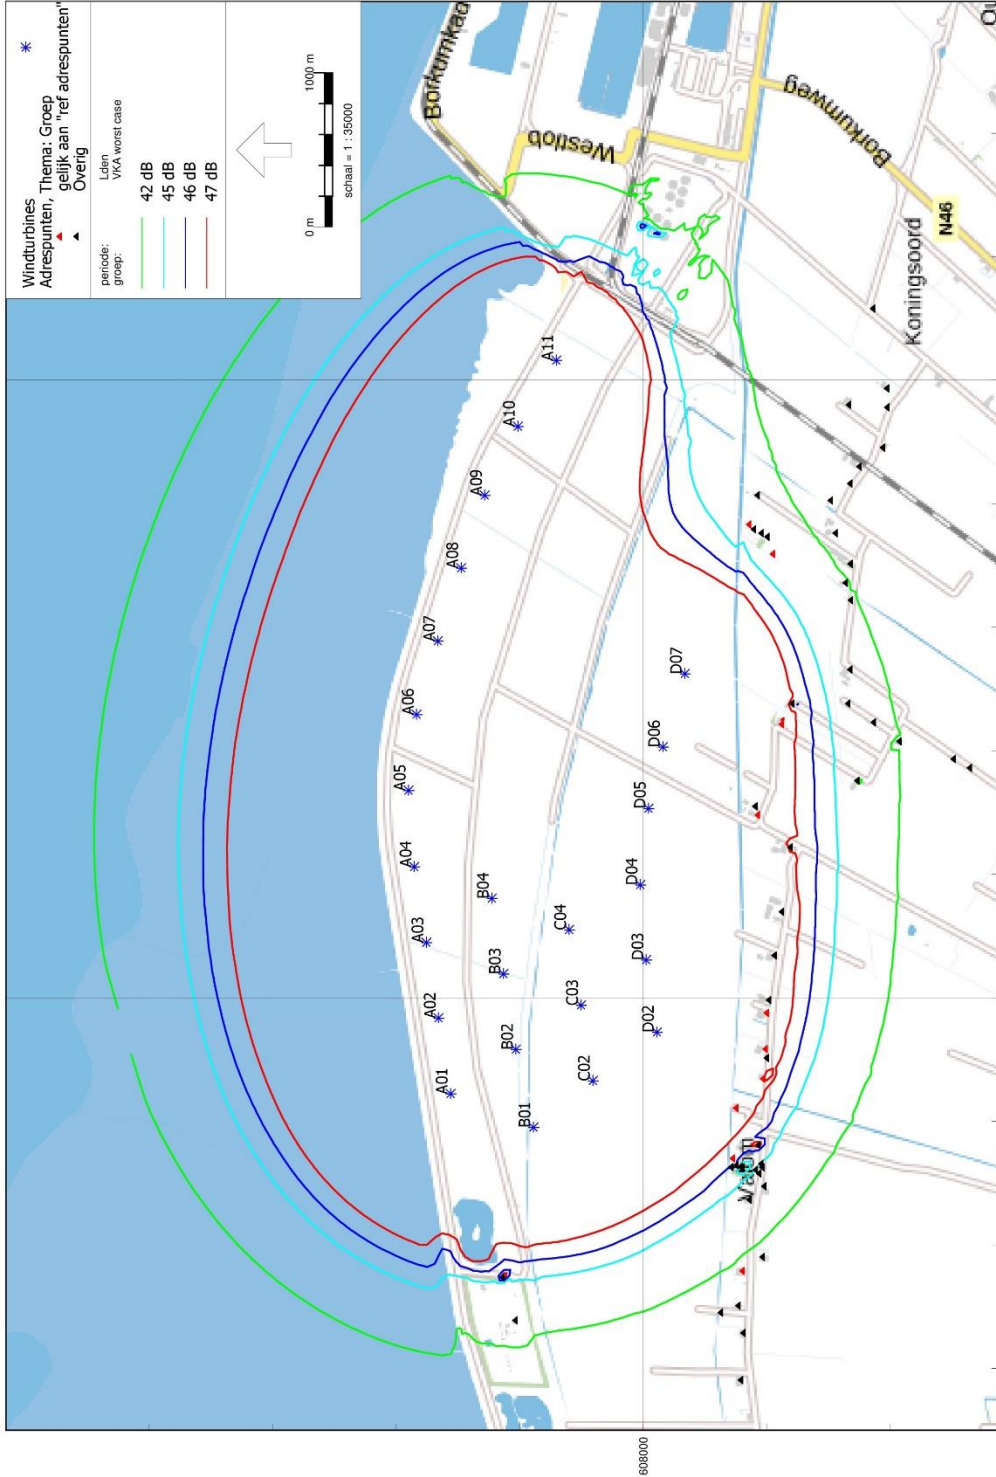 Windturbines
Adrespunten, Thema: Groep
gelijk aan "ref adrespunten"
Overig
periode: Lden
groep: VKA worst case
42 dB
45 dB
46 dB
47 dB
0 m
1000 m
schaal = 1 : 35000
Borkumkad
Westlob
Borkumweg
N46
Koningsoord
Ou
A01
A02
A03
A04
A05
A06
A07
A08
A09
A10
A11
B01
B02
B03
B04
C02
C03
C04
D02
D03
D04
D05
D06
D07
608000